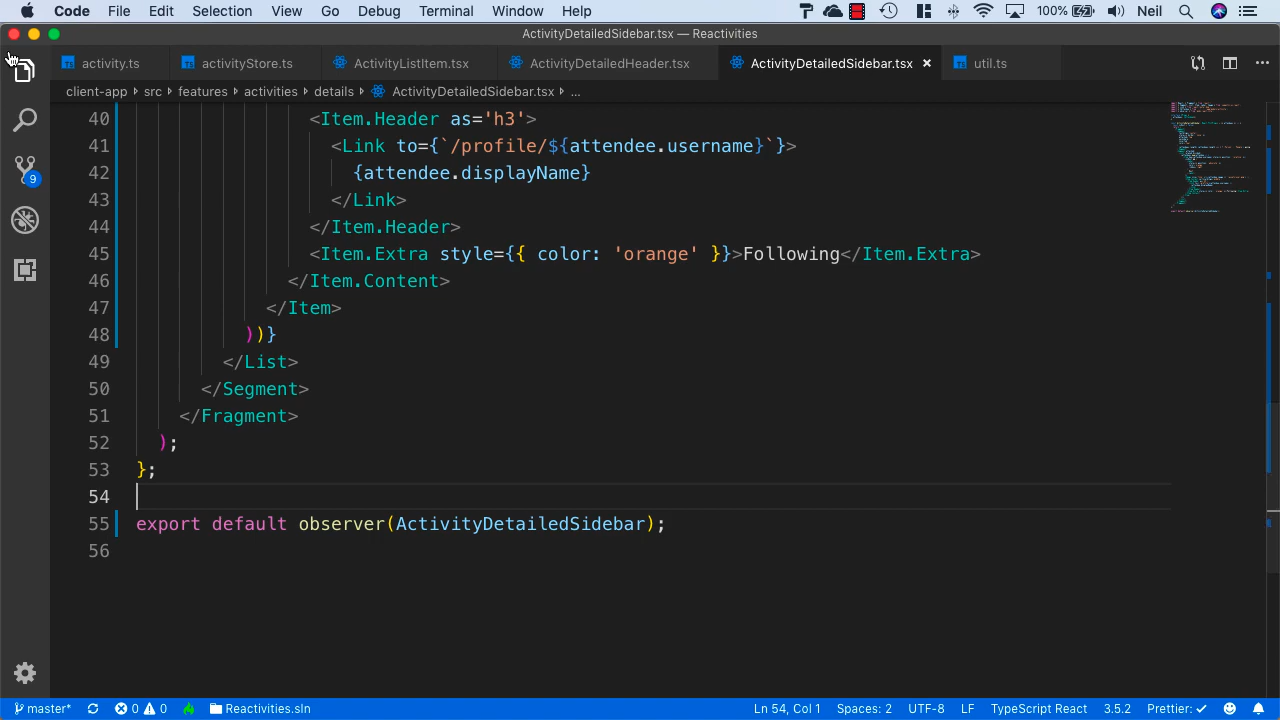 Code File Edit Selection View Go Debug Terminal Window Help 100% Neil
ActivityDetailedSidebar.tsx — Reactivities
activity.ts activityStore.ts ActivityListItem.tsx ActivityDetailedHeader.tsx ActivityDetailedSidebar.tsx × util.ts
client-app › src › features › activities › details › ActivityDetailedSidebar.tsx › ...
40 <Item.Header as='h3'>
41 <Link to={`/profile/${attendee.username}`}>
42 {attendee.displayName}
43 </Link>
44 </Item.Header>
45 <Item.Extra style={{ color: 'orange' }}>Following</Item.Extra>
46 </Item.Content>
47 </Item>
48 ))}
49 </List>
50 </Segment>
51 </Fragment>
52 );
53 };
54
55 export default observer(ActivityDetailedSidebar);
56
9
master* 0 0 Reactivities.sln Ln 54, Col 1 Spaces: 2 UTF-8 LF TypeScript React 3.5.2 Prettier: ✓